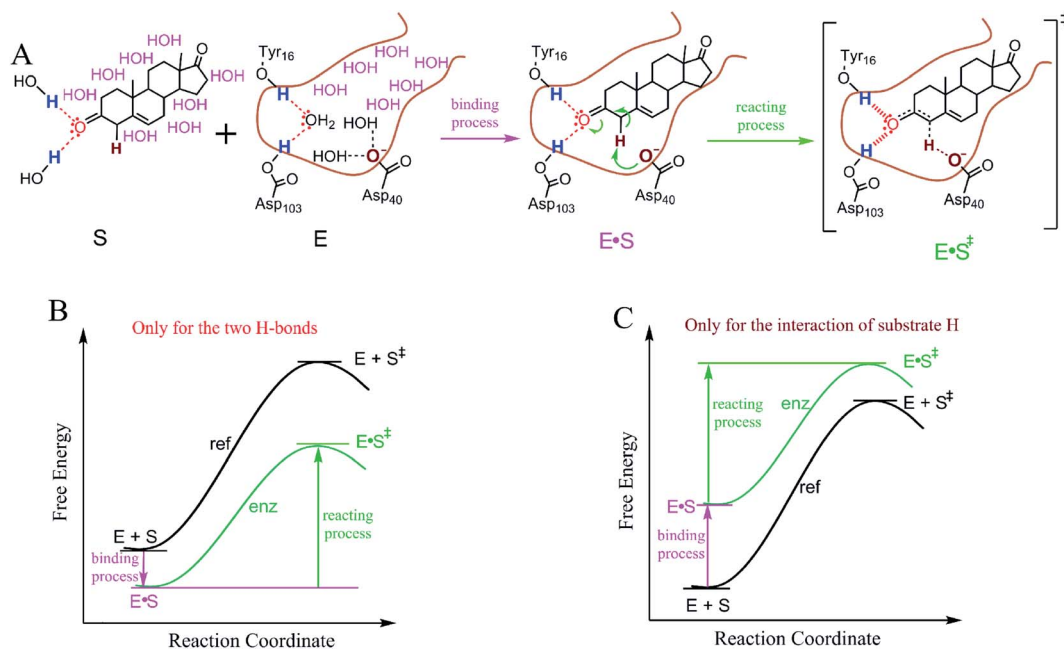 A
HOH
HOH
HOH
HOH
HOH
HOH
HOH
HOH
O
H
O
H
HO
HO
H
S
+
Tyr16
O
H
OH2
H
O
O
Asp103
HOH
HOH
HOH
HOH
HOH
HOH
HOH
O−
O
Asp40
E
binding
process
Tyr16
O
H
O
H
O
O
Asp103
O
H
O−
O
Asp40
E•S
reacting
process
Tyr16
O
H
O
H
O
O
Asp103
O
H
O−
O
Asp40
‡
E•S‡
B
Only for the two H-bonds
E + S‡
E•S‡
ref
enz
reacting
process
E + S
binding
process
E•S
Free Energy
Reaction Coordinate
C
Only for the interaction of substrate H
E•S‡
reacting
process
enz
E + S‡
ref
E•S
binding
process
E + S
Free Energy
Reaction Coordinate